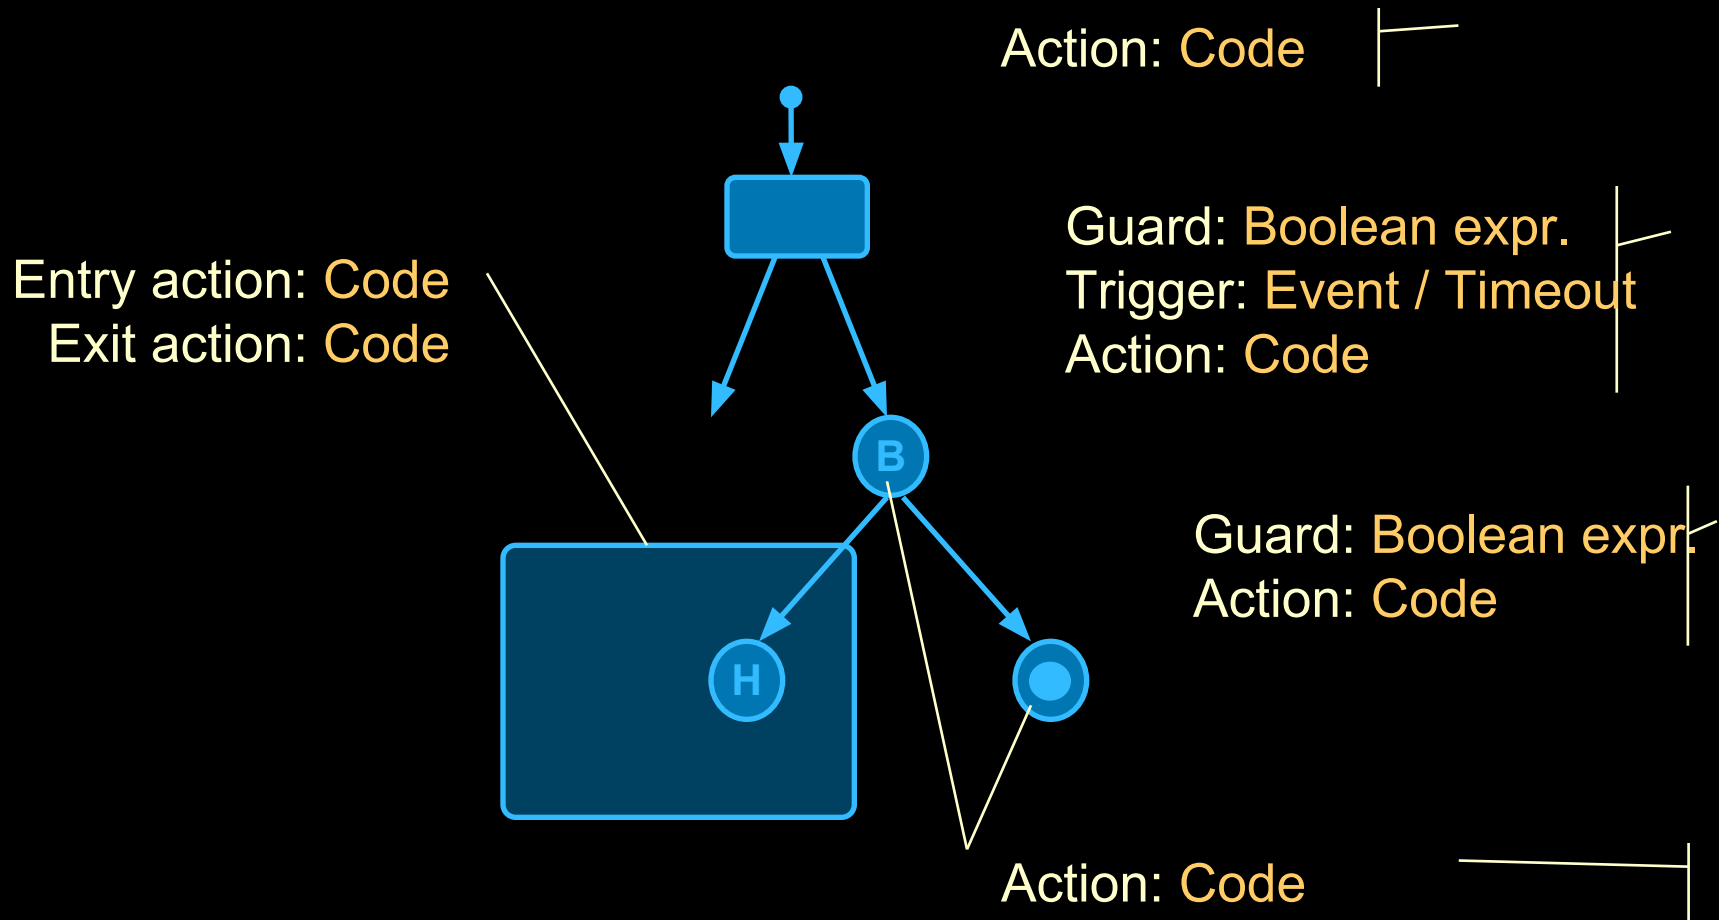 Action: Code
Guard: Boolean expr.
Trigger: Event / Timeout
Action: Code
Entry action: Code
Exit action: Code
B
Guard: Boolean expr.
Action: Code
H
Action: Code